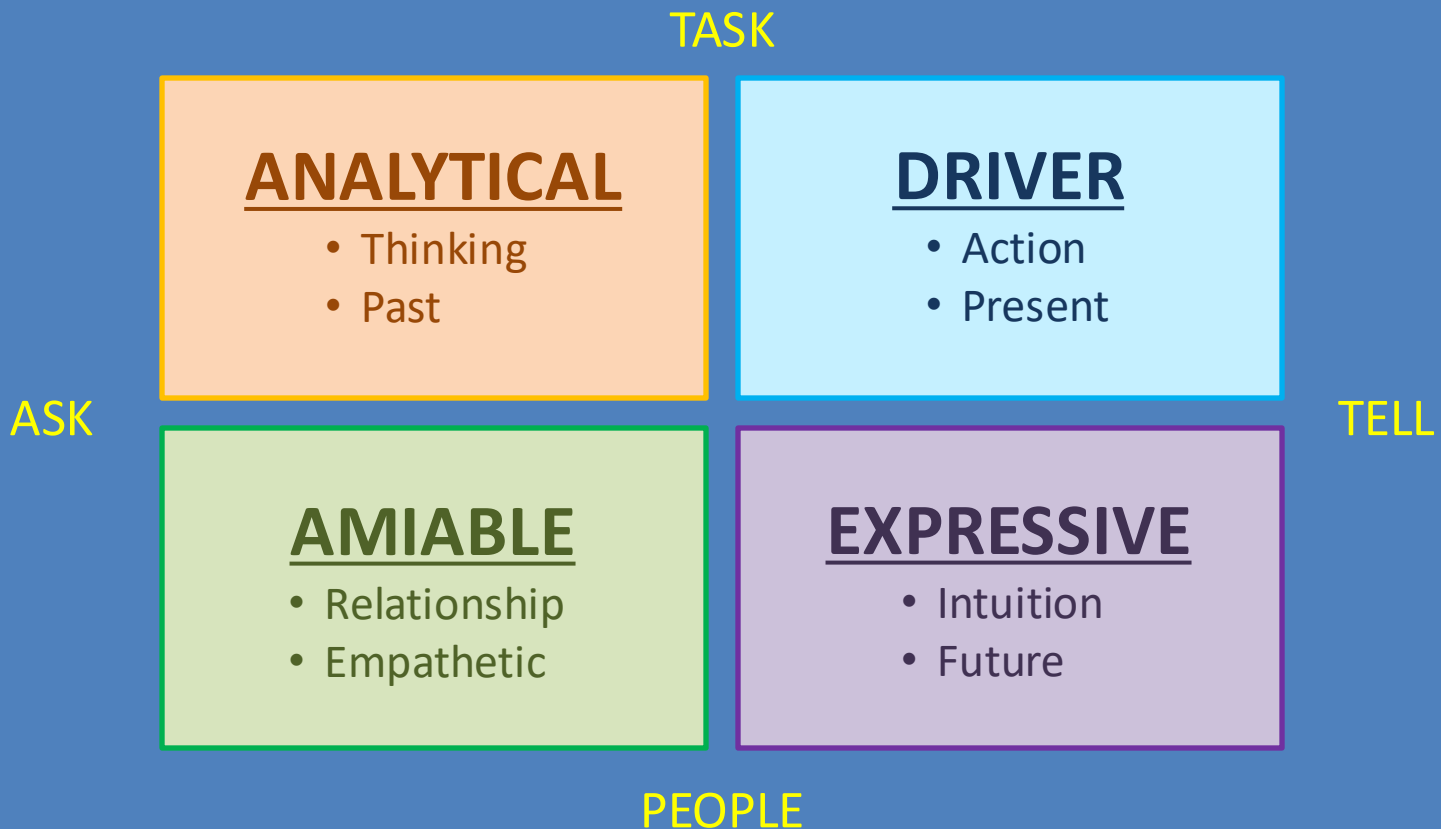 TASK
ANALYTICAL
• Thinking
• Past
DRIVER
• Action
• Present
ASK
TELL
AMIABLE
• Relationship
• Empathetic
EXPRESSIVE
• Intuition
• Future
PEOPLE